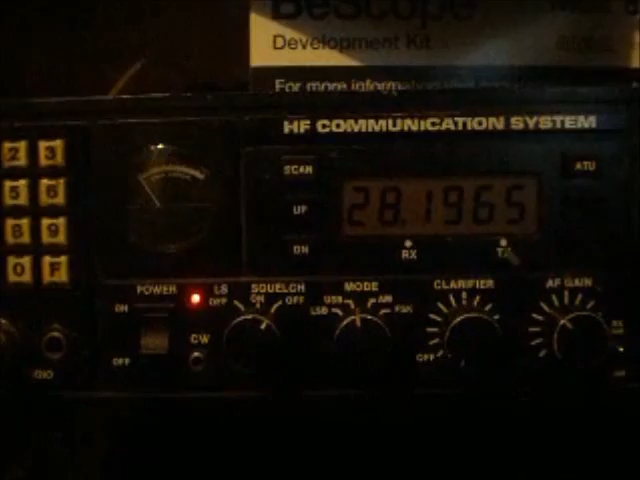 BeScope
Development Kit
For more information
HF COMMUNICATION SYSTEM
2 3
5 6
8 9
0 F
SCAN
UP
DN
28.1965
ATU
RX
TX
POWER
ON
OFF
LS
OFF
CW
SQUELCH
ON
OFF
MODE
LSB
USB
AM
FSK
CLARIFIER
OFF
AF GAIN